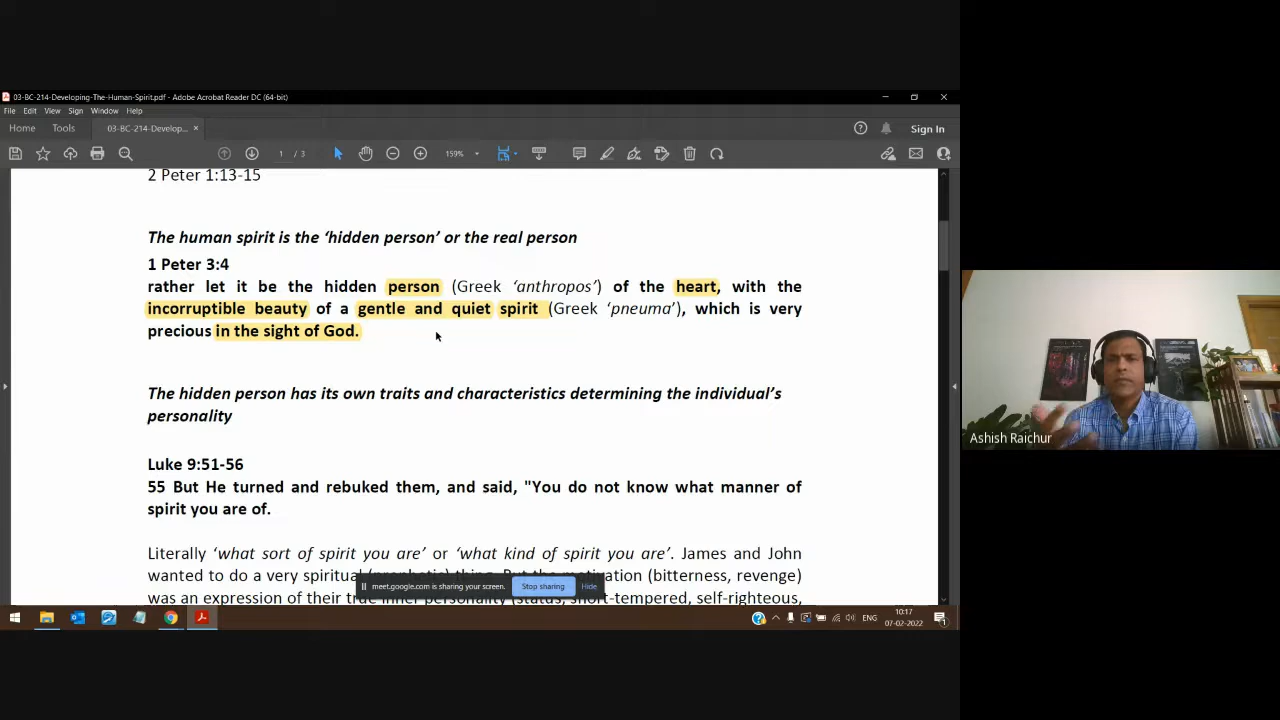 03-BC-214-Developing-The-Human-Spirit.pdf - Adobe Acrobat Reader DC (64-bit)
File Edit View Sign Window Help
Home Tools 03-BC-214-Develop... × Sign In
1 / 3 159%
2 Peter 1:13-15
The human spirit is the ‘hidden person’ or the real person
1 Peter 3:4
rather let it be the hidden person (Greek ‘anthropos’) of the heart, with the
incorruptible beauty of a gentle and quiet spirit (Greek ‘pneuma’), which is very
precious in the sight of God.
The hidden person has its own traits and characteristics determining the individual’s
personality
Luke 9:51-56
55 But He turned and rebuked them, and said, "You do not know what manner of
spirit you are of.
Literally ‘what sort of spirit you are’ or ‘what kind of spirit you are’. James and John
wanted to do a very spiritual (prophetic) thing. But the motivation (bitterness, revenge)
was an expression of their true inner personality (status, short-tempered, self-righteous,
meet.google.com is sharing your screen. Stop sharing Hide
ENG
10:17
07-02-2022
Ashish Raichur